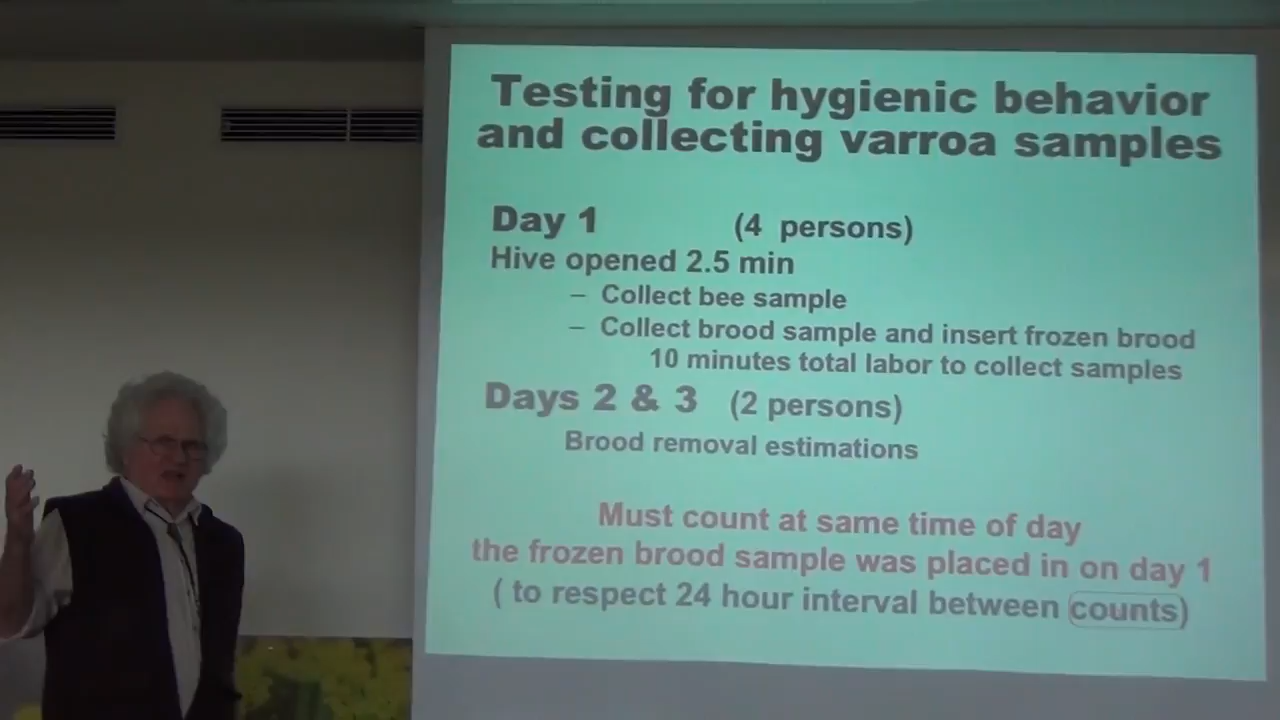 Testing for hygienic behavior
and collecting varroa samples
Day 1 (4 persons)
Hive opened 2.5 min
– Collect bee sample
– Collect brood sample and insert frozen brood
10 minutes total labor to collect samples
Days 2 & 3 (2 persons)
Brood removal estimations
Must count at same time of day
the frozen brood sample was placed in on day 1
( to respect 24 hour interval between counts)